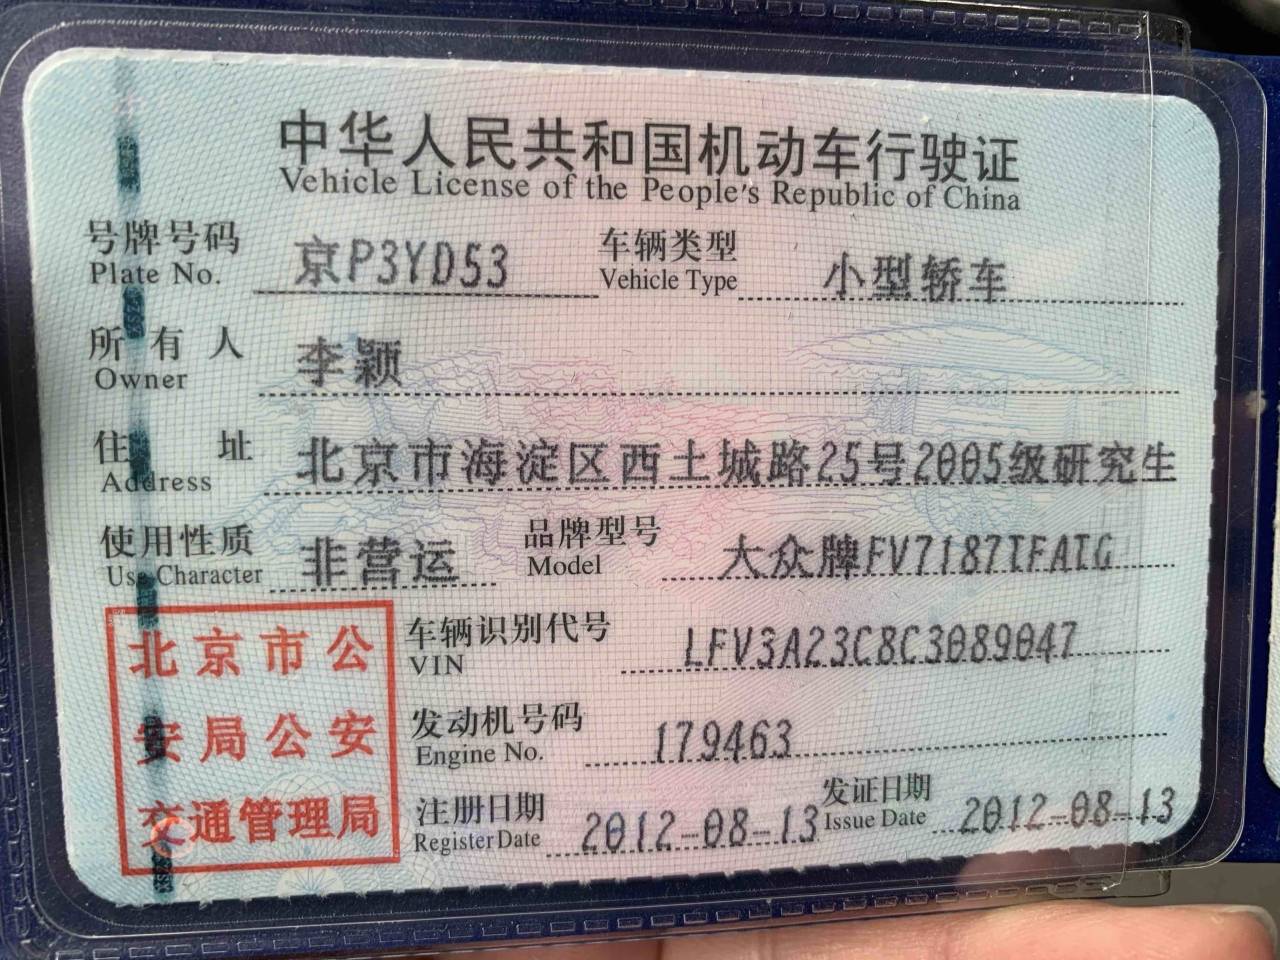 中华人民共和国机动车行驶证
Vehicle License of the People's Republic of China
号牌号码 京P3YD53 车辆类型 小型轿车
Plate No. Vehicle Type
所有人 李颖
Owner
住址 北京市海淀区西土城路25号2005级研究生
Address
使用性质 非营运 品牌型号 大众牌FV7187IFATG
Use Character Model
车辆识别代号 LFV3A23C8C3089047
VIN
发动机号码 179463
Engine No.
注册日期 2012-08-13 发证日期 2012-08-13
Register Date Issue Date
北京市公
安局公安
交通管理局